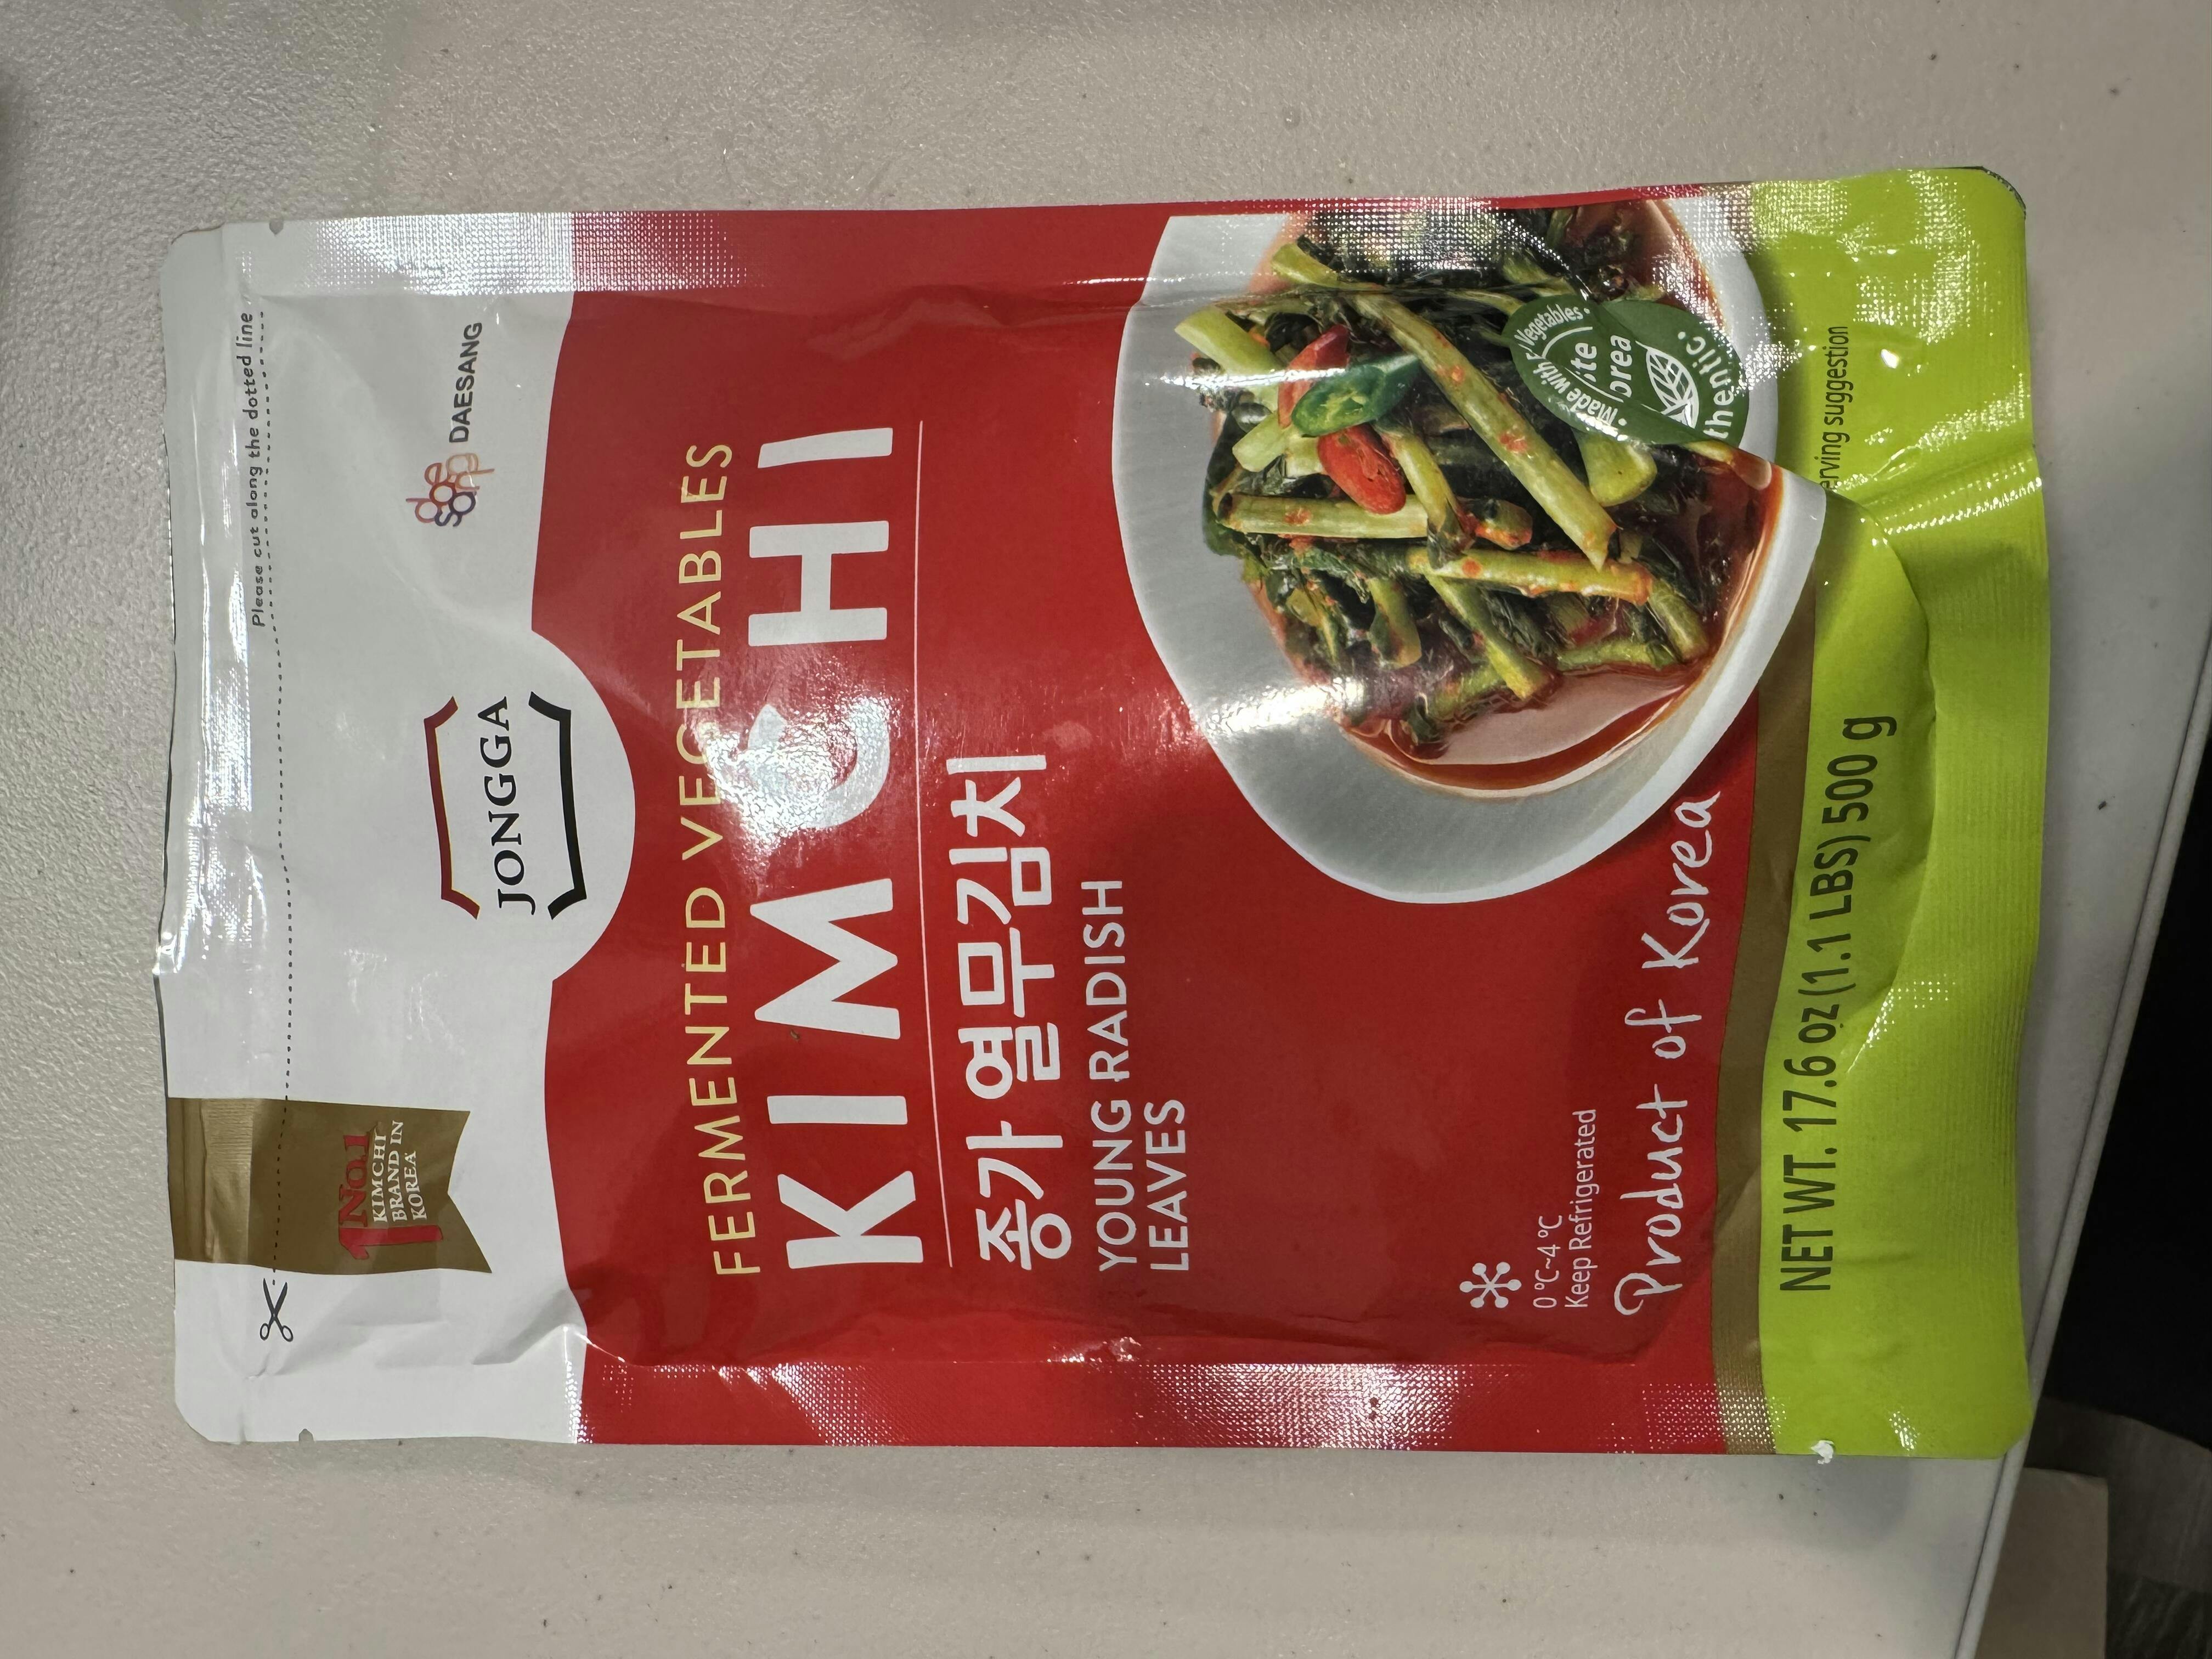 Please cut along the dotted line
No.1
KIMCHI
BRAND IN
KOREA
daesang DAESANG
JONGGA
FERMENTED VEGETABLES
KIMCHI
종가 열무김치
YOUNG RADISH
LEAVES
Made with Vegetables
0 ℃~4 ℃
Keep Refrigerated
Product of Korea
suggestion
NET WT. 17.6 oz (1.1 LBS) 500 g